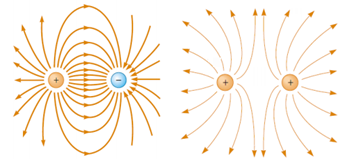 + − + +